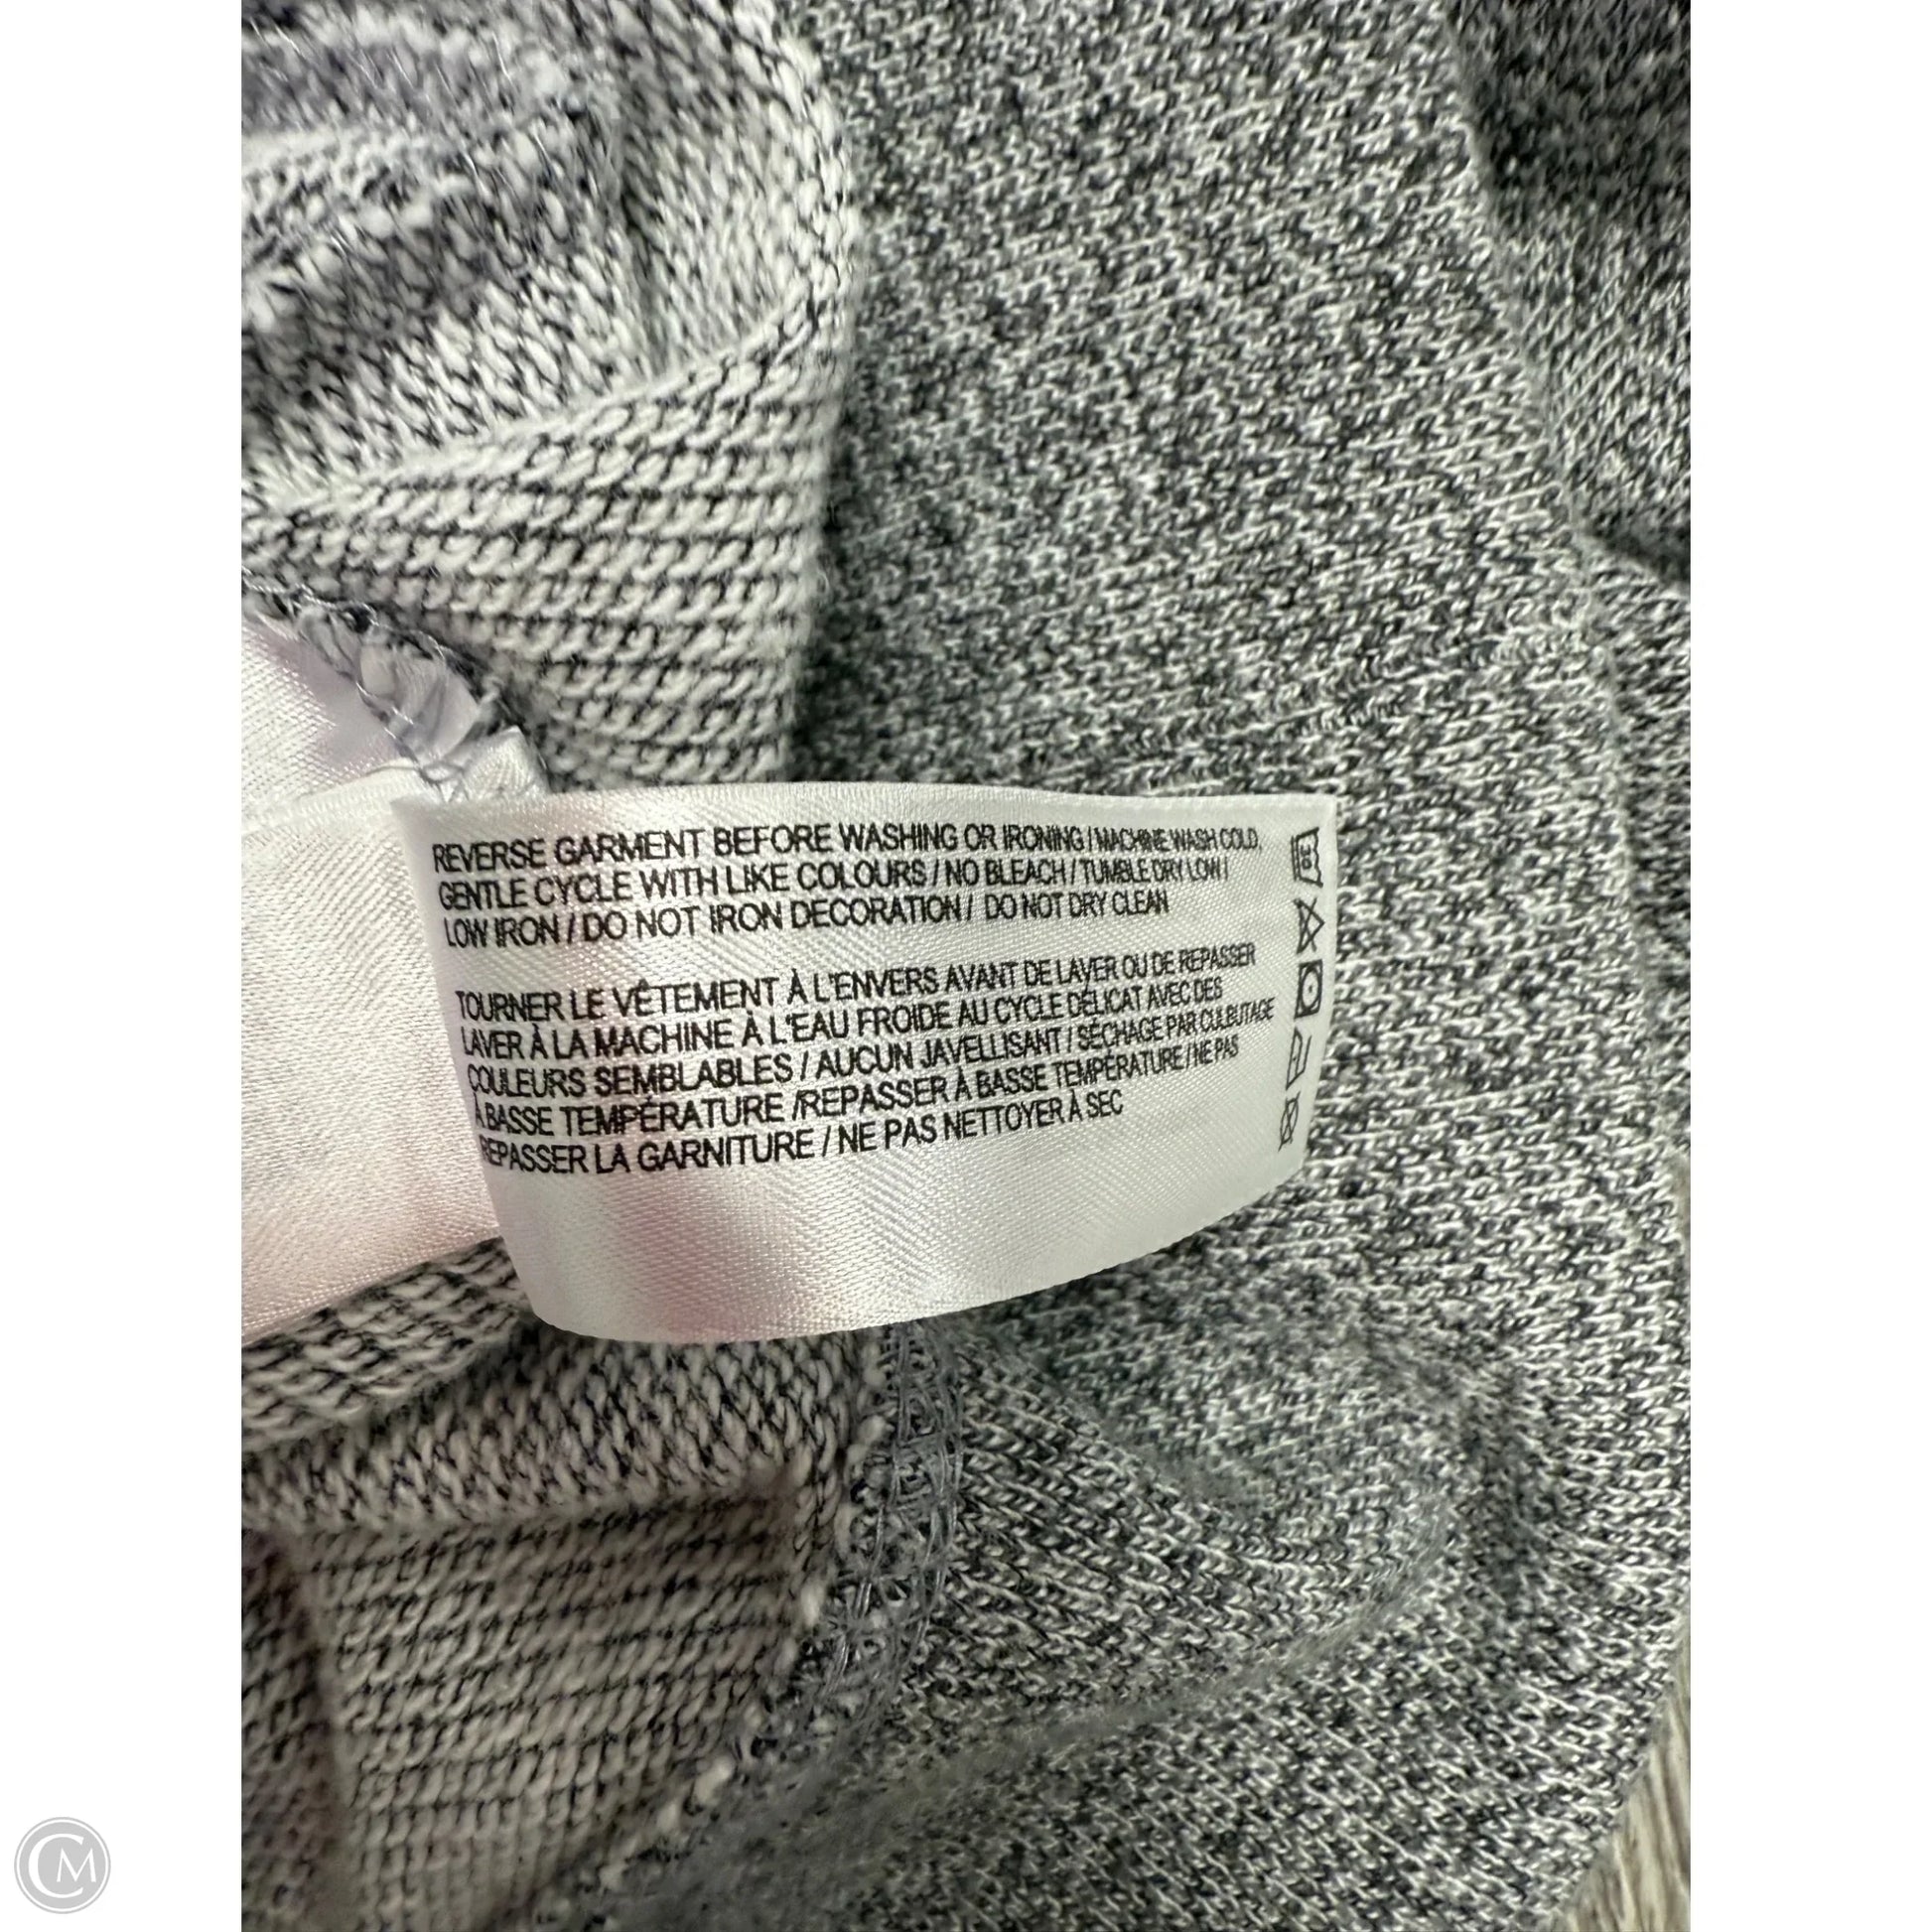 REVERSE GARMENT BEFORE WASHING OR IRONING / MACHINE WASH COLD,
GENTLE CYCLE WITH LIKE COLOURS / NO BLEACH / TUMBLE DRY LOW /
LOW IRON / DO NOT IRON DECORATION / DO NOT DRY CLEAN
TOURNER LE VÊTEMENT À L'ENVERS AVANT DE LAVER OU DE REPASSER
LAVER À LA MACHINE À L'EAU FROIDE AU CYCLE DÉLICAT AVEC DES
COULEURS SEMBLABLES / AUCUN JAVELLISANT / SÉCHAGE PAR CULBUTAGE
À BASSE TEMPÉRATURE /REPASSER À BASSE TEMPÉRATURE / NE PAS
REPASSER LA GARNITURE / NE PAS NETTOYER À SEC
30
CM